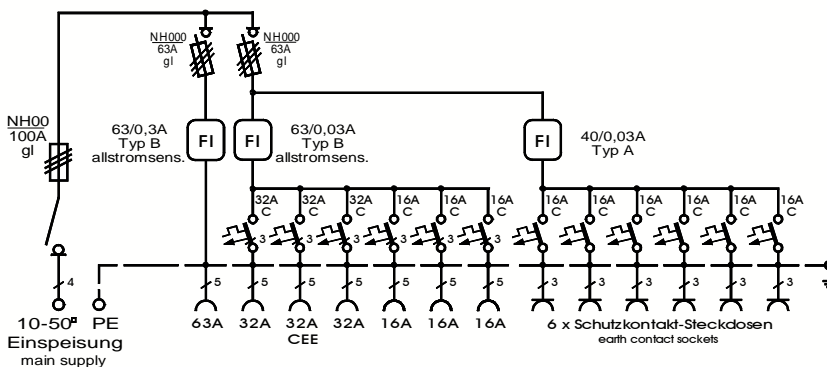 NH000
63A
gl
NH000
63A
gl
NH00
100A
gl
63/0,3A
Typ B
allstromsens.
FI
FI
63/0,03A
Typ B
allstromsens.
FI
40/0,03A
Typ A
32A
C
32A
C
32A
C
16A
C
16A
C
16A
C
16A
C
16A
C
16A
C
16A
C
16A
C
16A
C
3
3
3
3
3
3
4
5
5
5
5
5
5
5
3
3
3
3
3
3
10-50¤ PE
Einspeisung
main supply
63A
32A
32A
CEE
32A
16A
16A
16A
6 x Schutzkontakt-Steckdosen
earth contact sockets